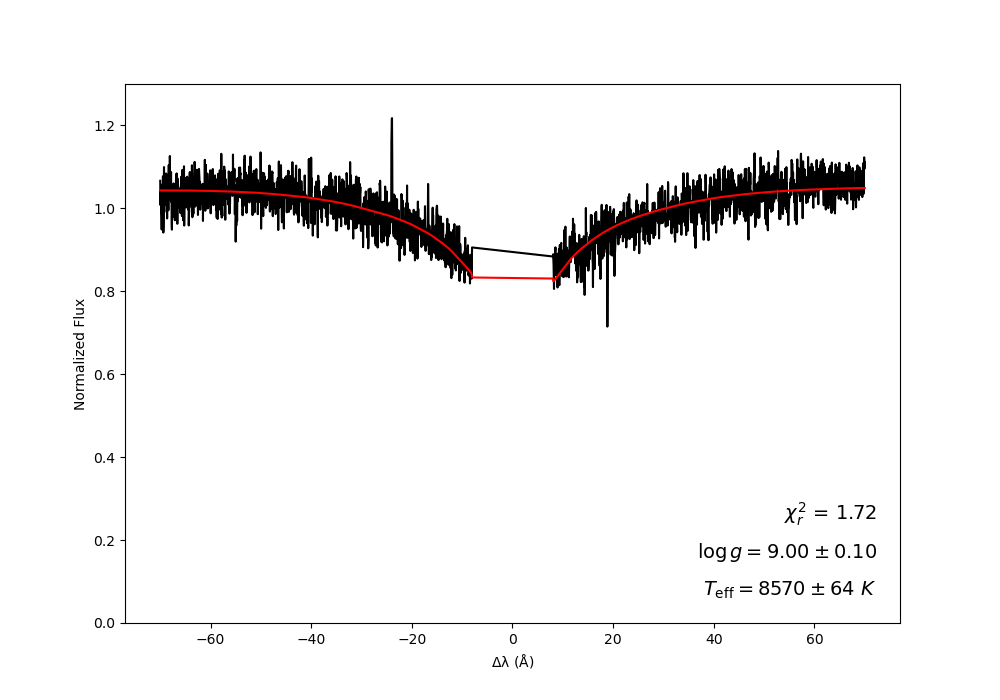 1.2
1.0
0.8
0.6
0.4
0.2
0.0
Normalized Flux
χ²ᵣ = 1.72
log g = 9.00 ± 0.10
T_eff = 8570 ± 64 K
−60 −40 −20 0 20 40 60
Δλ (Å)